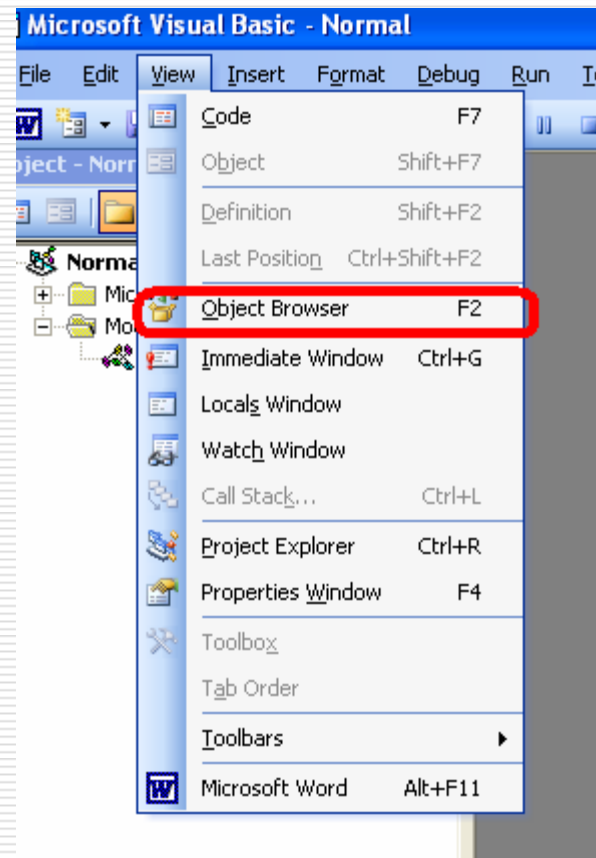 Microsoft Visual Basic - Normal
File Edit View Insert Format Debug Run
Code F7
Object Shift+F7
Definition Shift+F2
Last Position Ctrl+Shift+F2
Object Browser F2
Immediate Window Ctrl+G
Locals Window
Watch Window
Call Stack... Ctrl+L
Project Explorer Ctrl+R
Properties Window F4
Toolbox
Tab Order
Toolbars
Microsoft Word Alt+F11